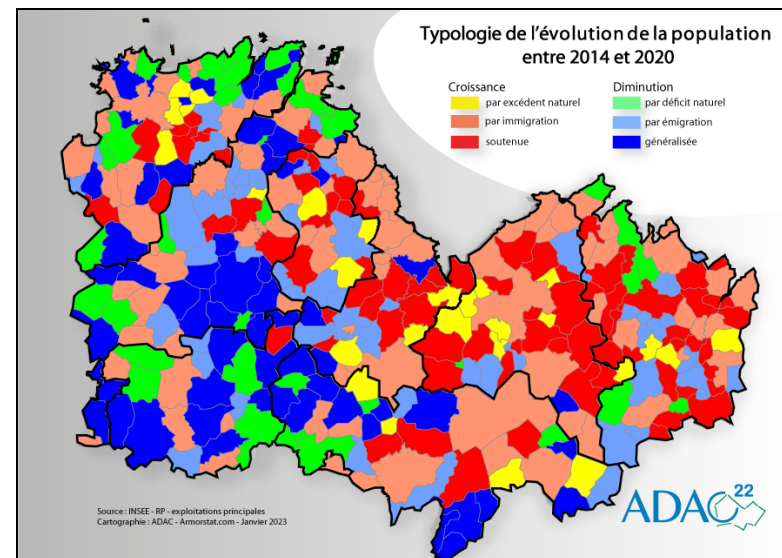 Typologie de l'évolution de la population
entre 2014 et 2020
Croissance
par excédent naturel
par immigration
soutenue
Diminution
par déficit naturel
par émigration
généralisée
Source : INSEE - RP - exploitations principales
Cartographie : ADAC - Armorstat.com - Janvier 2023
ADAC 22